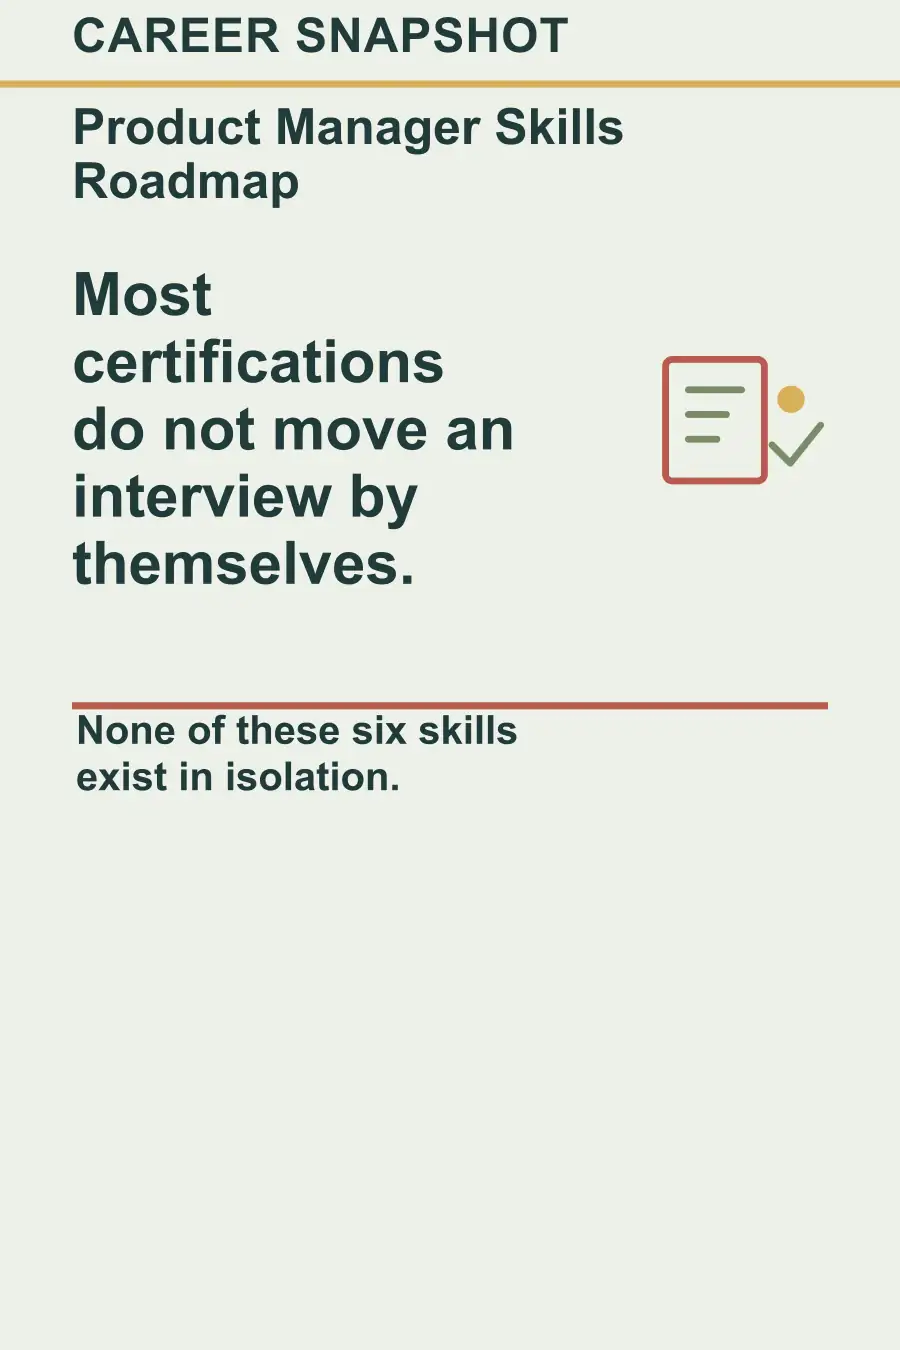 CAREER SNAPSHOT
Product Manager Skills
Roadmap
Most
certifications
do not move an
interview by
themselves.
None of these six skills
exist in isolation.